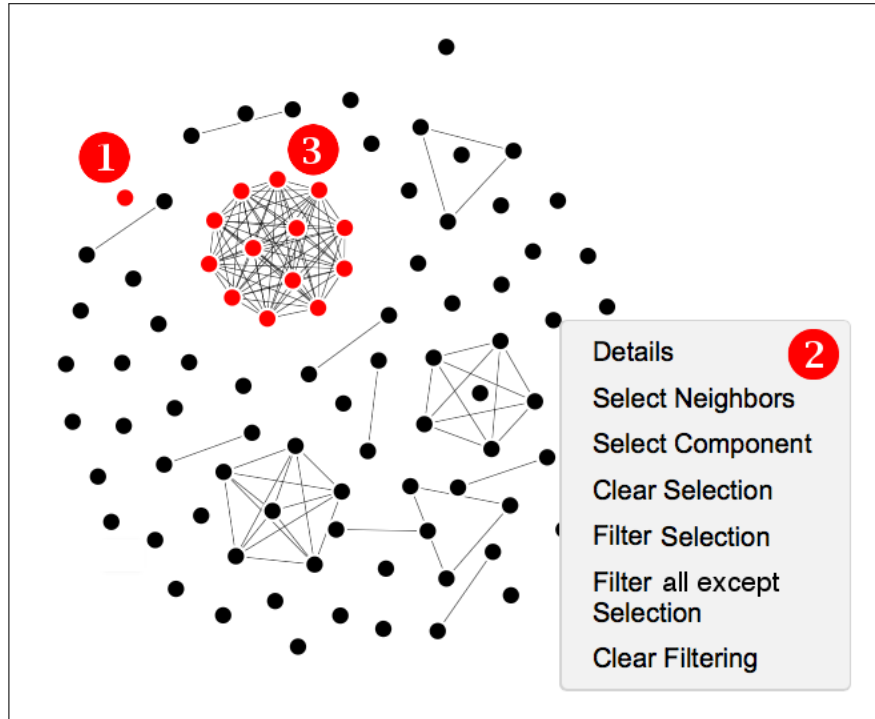 1
3
Details
2
Select Neighbors
Select Component
Clear Selection
Filter Selection
Filter all except
Selection
Clear Filtering